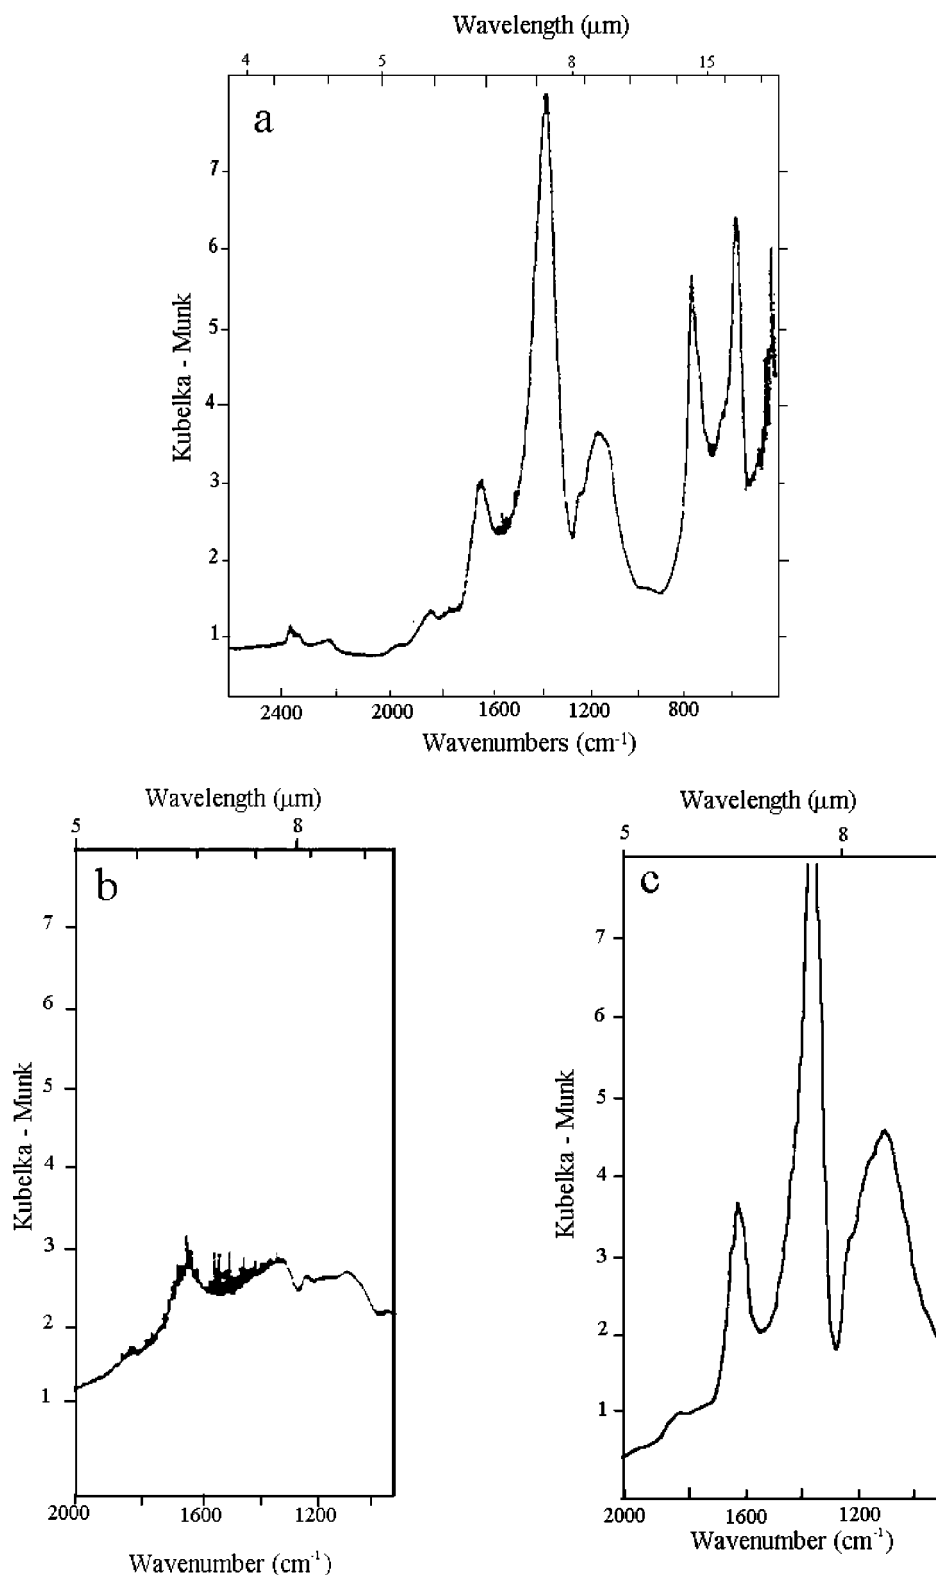 Wavelength (μm)
4 5 8 15
a
7
6
5
4
3
2
1
Kubelka - Munk
2400 2000 1600 1200 800
Wavenumbers (cm-1)
Wavelength (μm)
5 8
b
7
6
5
4
3
2
1
Kubelka - Munk
2000 1600 1200
Wavenumber (cm-1)
Wavelength (μm)
5 8
c
7
6
5
4
3
2
1
Kubelka - Munk
2000 1600 1200
Wavenumber (cm-1)